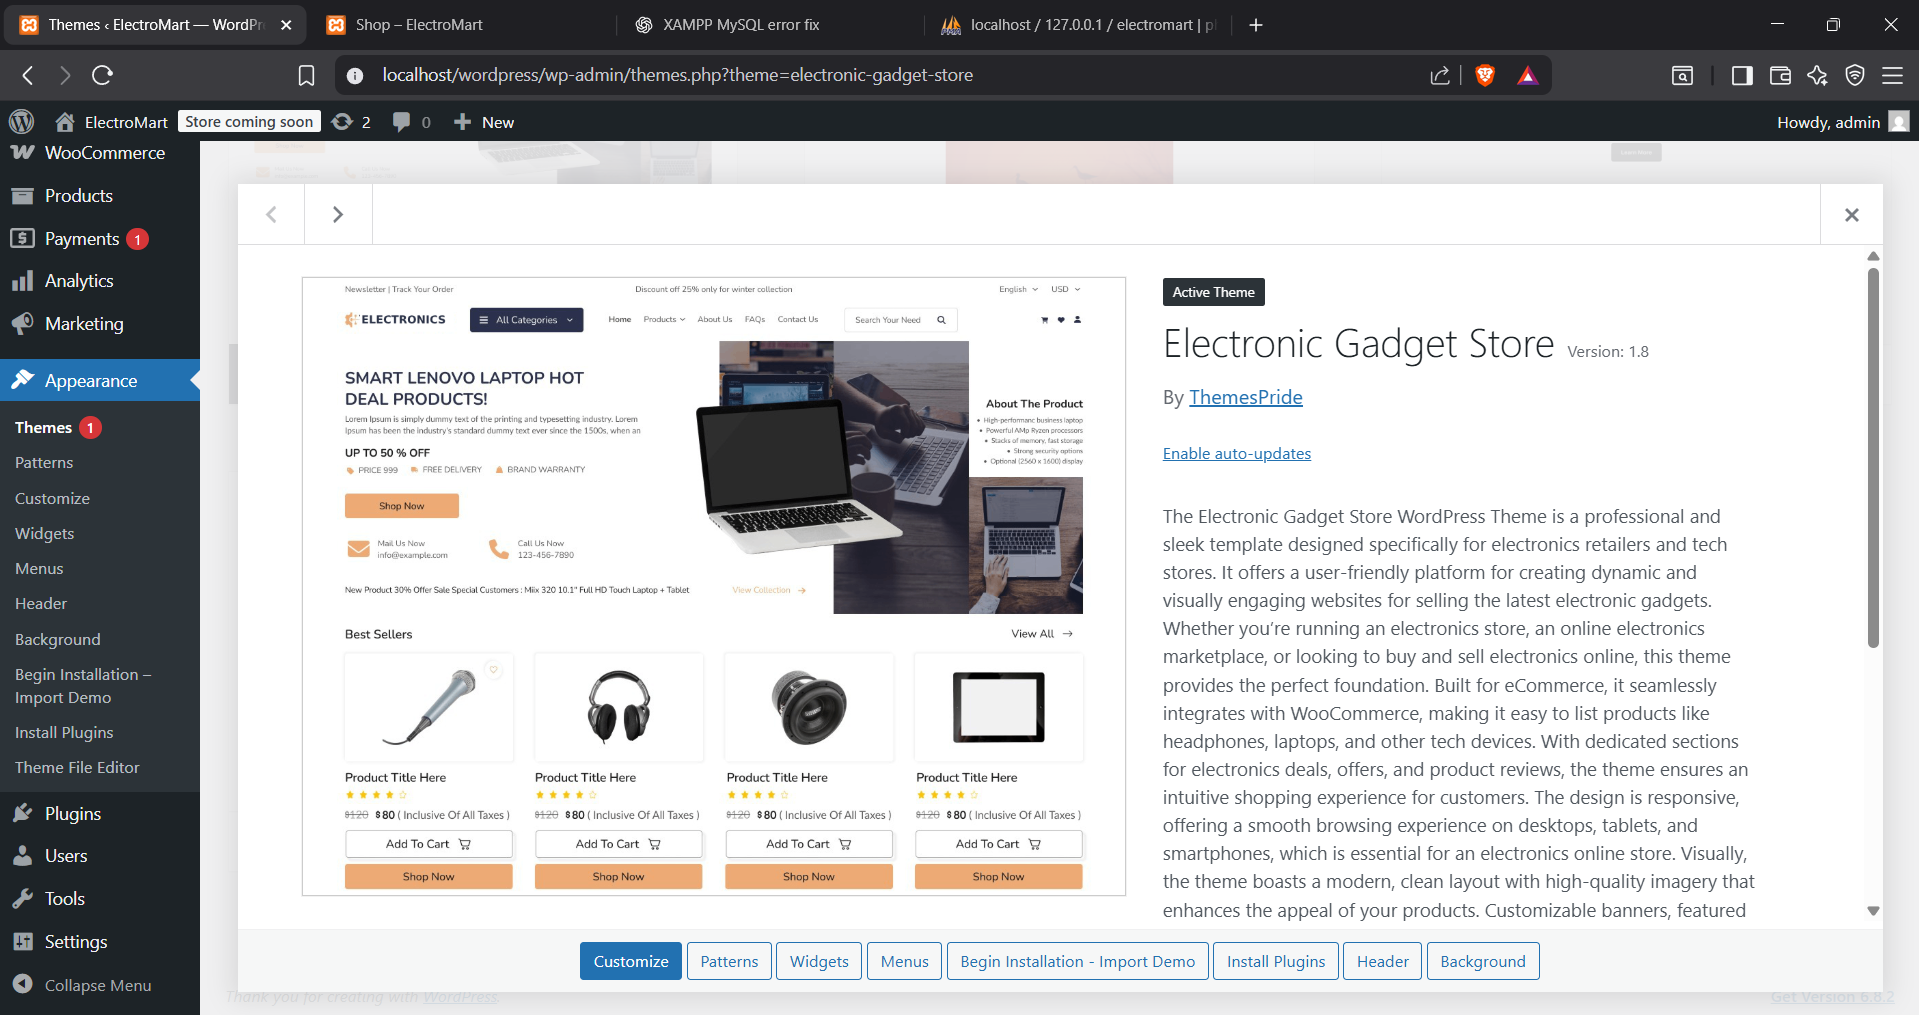 Themes ‹ ElectroMart — WordPr
Shop – ElectroMart
XAMPP MySQL error fix
localhost / 127.0.0.1 / electromart | p
localhost/wordpress/wp-admin/themes.php?theme=electronic-gadget-store
ElectroMart
Store coming soon
2
0
New
Howdy, admin
WooCommerce
Products
Payments 1
Analytics
Marketing
Appearance
Themes 1
Patterns
Customize
Widgets
Menus
Header
Background
Begin Installation –
Import Demo
Install Plugins
Theme File Editor
Plugins
Users
Tools
Settings
Collapse Menu
Newsletter | Track Your Order
Discount off 25% only for winter collection
English
USD
ELECTRONICS
All Categories
Home
Products
About Us
FAQs
Contact Us
Search Your Need
SMART LENOVO LAPTOP HOT
DEAL PRODUCTS!
Lorem Ipsum is simply dummy text of the printing and typesetting industry. Lorem
Ipsum has been the industry's standard dummy text ever since the 1500s, when an
UP TO 50 % OFF
PRICE 999
FREE DELIVERY
BRAND WARRANTY
Shop Now
Mail Us Now
info@example.com
Call Us Now
123-456-7890
About The Product
• High-performanc business laptop
• Powerful AMp Ryzen processors
• Stacks of memory, fast storage
• Strong security options
• Optional (2560 x 1600) display
New Product 30% Offer Sale Special Customers : Miix 320 10.1" Full HD Touch Laptop + Tablet
View Collection
Best Sellers
View All
Product Title Here
Product Title Here
Product Title Here
Product Title Here
$120 $80 ( Inclusive Of All Taxes )
$120 $80 ( Inclusive Of All Taxes )
$120 $80 ( Inclusive Of All Taxes )
$120 $80 ( Inclusive Of All Taxes )
Add To Cart
Add To Cart
Add To Cart
Add To Cart
Shop Now
Shop Now
Shop Now
Shop Now
Active Theme
Electronic Gadget Store Version: 1.8
By ThemesPride
Enable auto-updates
The Electronic Gadget Store WordPress Theme is a professional and
sleek template designed specifically for electronics retailers and tech
stores. It offers a user-friendly platform for creating dynamic and
visually engaging websites for selling the latest electronic gadgets.
Whether you're running an electronics store, an online electronics
marketplace, or looking to buy and sell electronics online, this theme
provides the perfect foundation. Built for eCommerce, it seamlessly
integrates with WooCommerce, making it easy to list products like
headphones, laptops, and other tech devices. With dedicated sections
for electronics deals, offers, and product reviews, the theme ensures an
intuitive shopping experience for customers. The design is responsive,
offering a smooth browsing experience on desktops, tablets, and
smartphones, which is essential for an electronics online store. Visually,
the theme boasts a modern, clean layout with high-quality imagery that
enhances the appeal of your products. Customizable banners, featured
Customize
Patterns
Widgets
Menus
Begin Installation - Import Demo
Install Plugins
Header
Background
Thank you for creating with WordPress.
Get Version 6.8.2